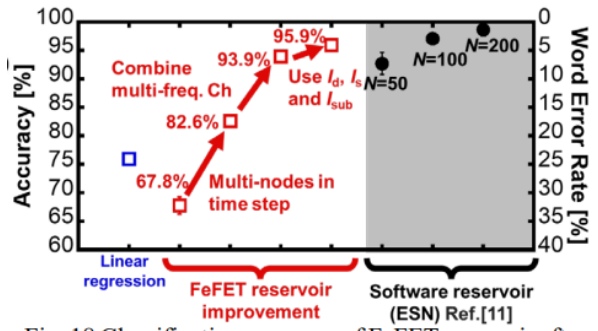 Accuracy [%]
100
95
90
85
80
75
70
65
60
Word Error Rate [%]
0
5
10
15
20
25
30
35
40
95.9%
93.9%
Combine
multi-freq. Ch
Use Id, Is
and Isub
82.6%
67.8%
Multi-nodes in
time step
N=50
N=100
N=200
Linear
regression
FeFET reservoir
improvement
Software reservoir
(ESN) Ref.[11]